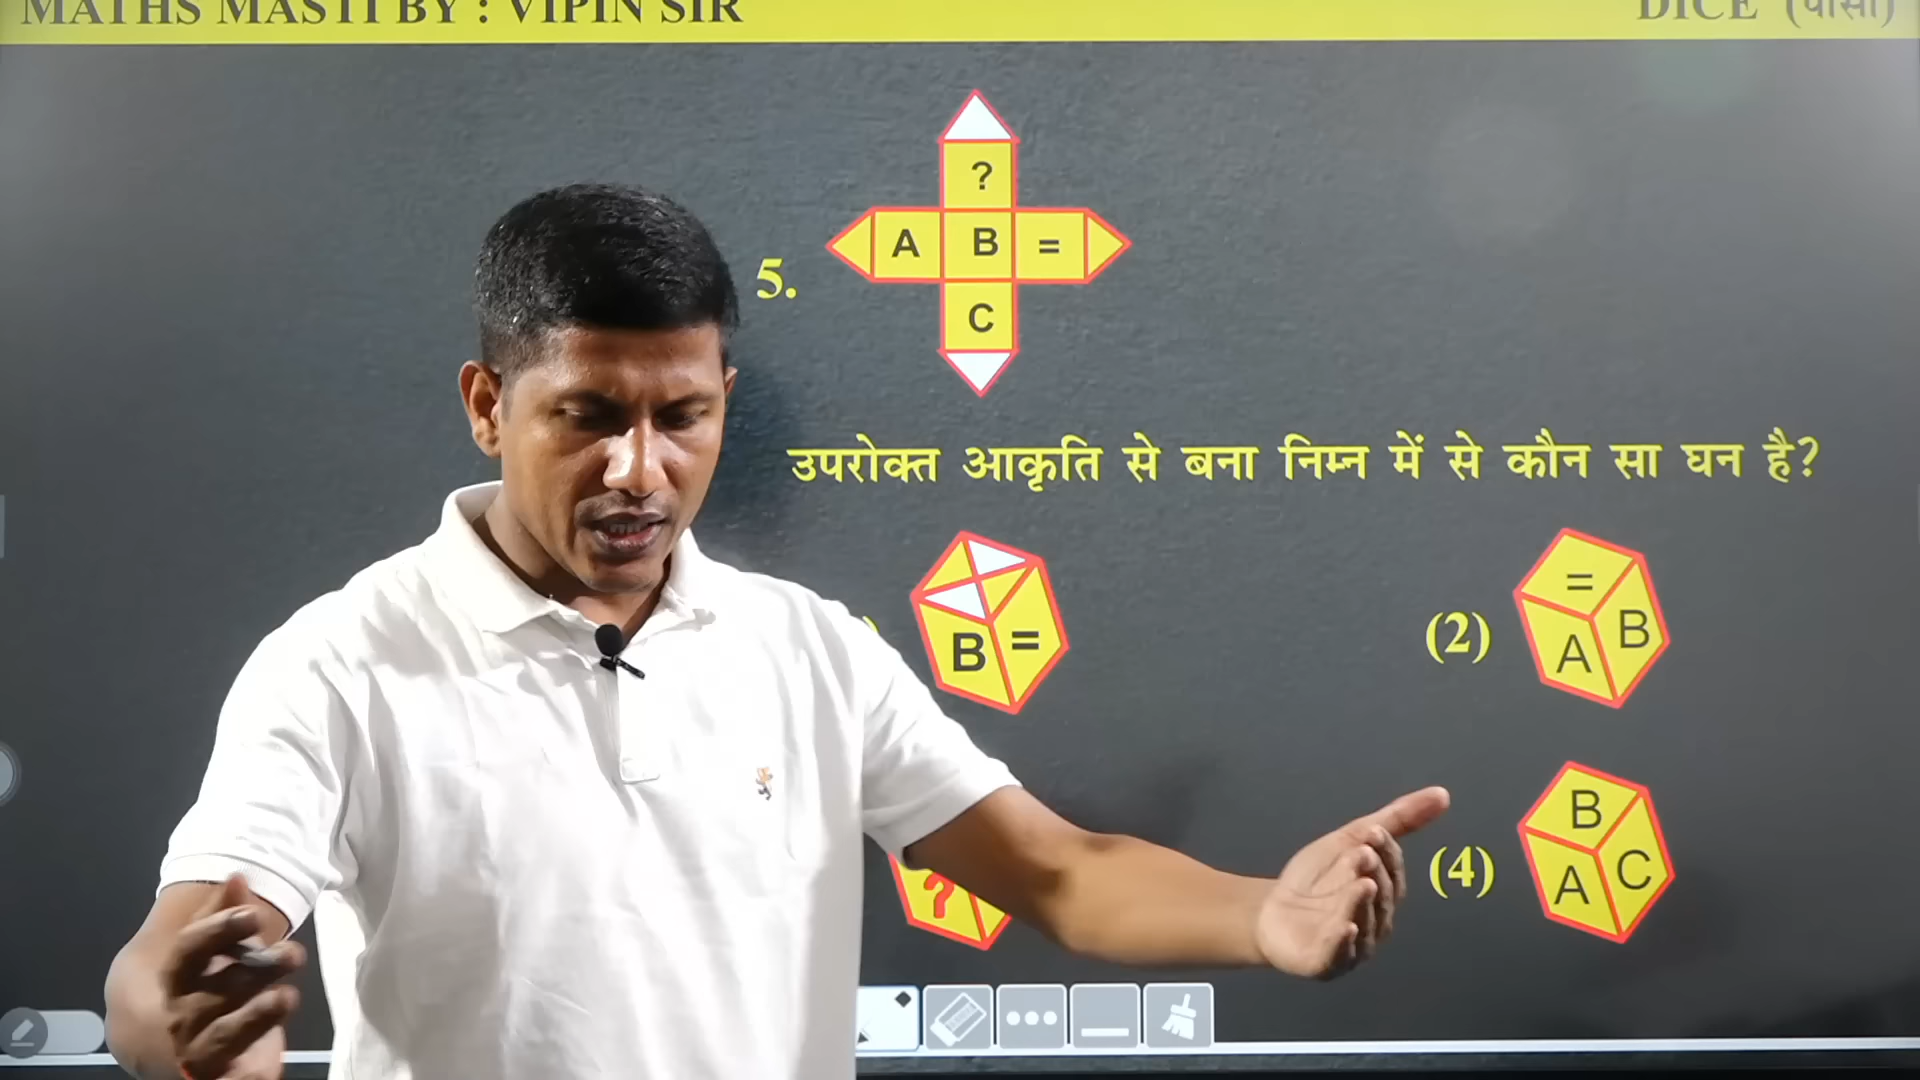 MATHS MASTI BY : VIPIN SIR
DICE (पासा)
?
A B =
C
5.
उपरोक्त आकृति से बना निम्न में से कौन सा घन है?
B =
(2)
=
A B
?
(4)
B
A C